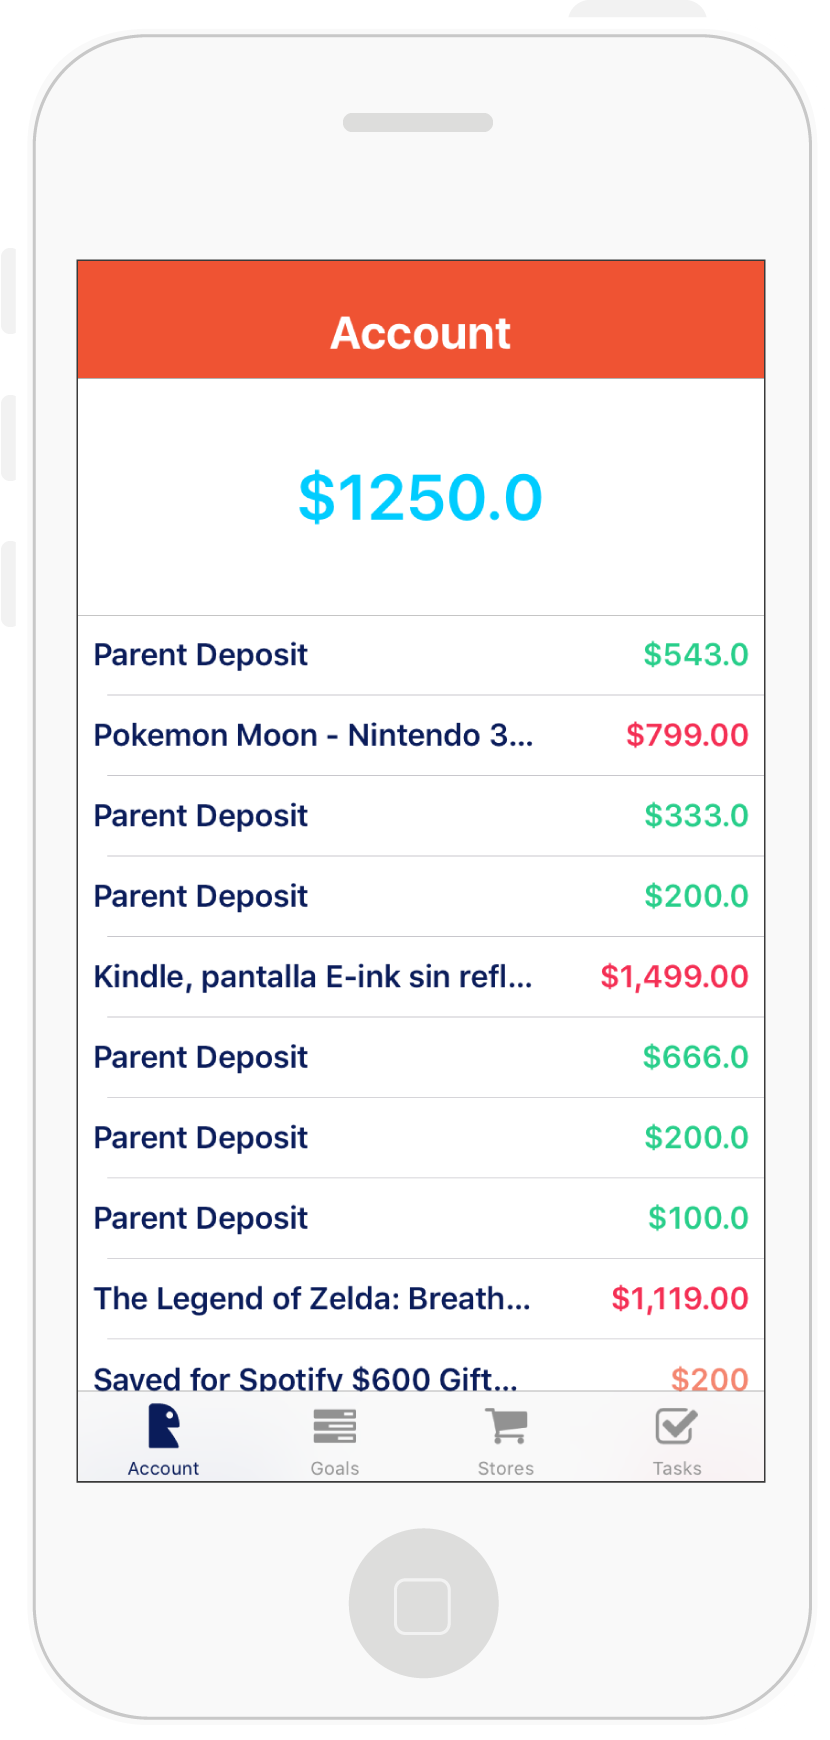 Account
$1250.0
Parent Deposit $543.0
Pokemon Moon - Nintendo 3... $799.00
Parent Deposit $333.0
Parent Deposit $200.0
Kindle, pantalla E-ink sin refl... $1,499.00
Parent Deposit $666.0
Parent Deposit $200.0
Parent Deposit $100.0
The Legend of Zelda: Breath... $1,119.00
Saved for Spotify $600 Gift... $200
Account Goals Stores Tasks